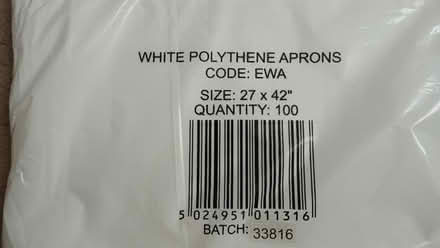 WHITE POLYTHENE APRONS
CODE: EWA
SIZE: 27 x 42"
QUANTITY: 100
5 024951 011316
BATCH: 33816